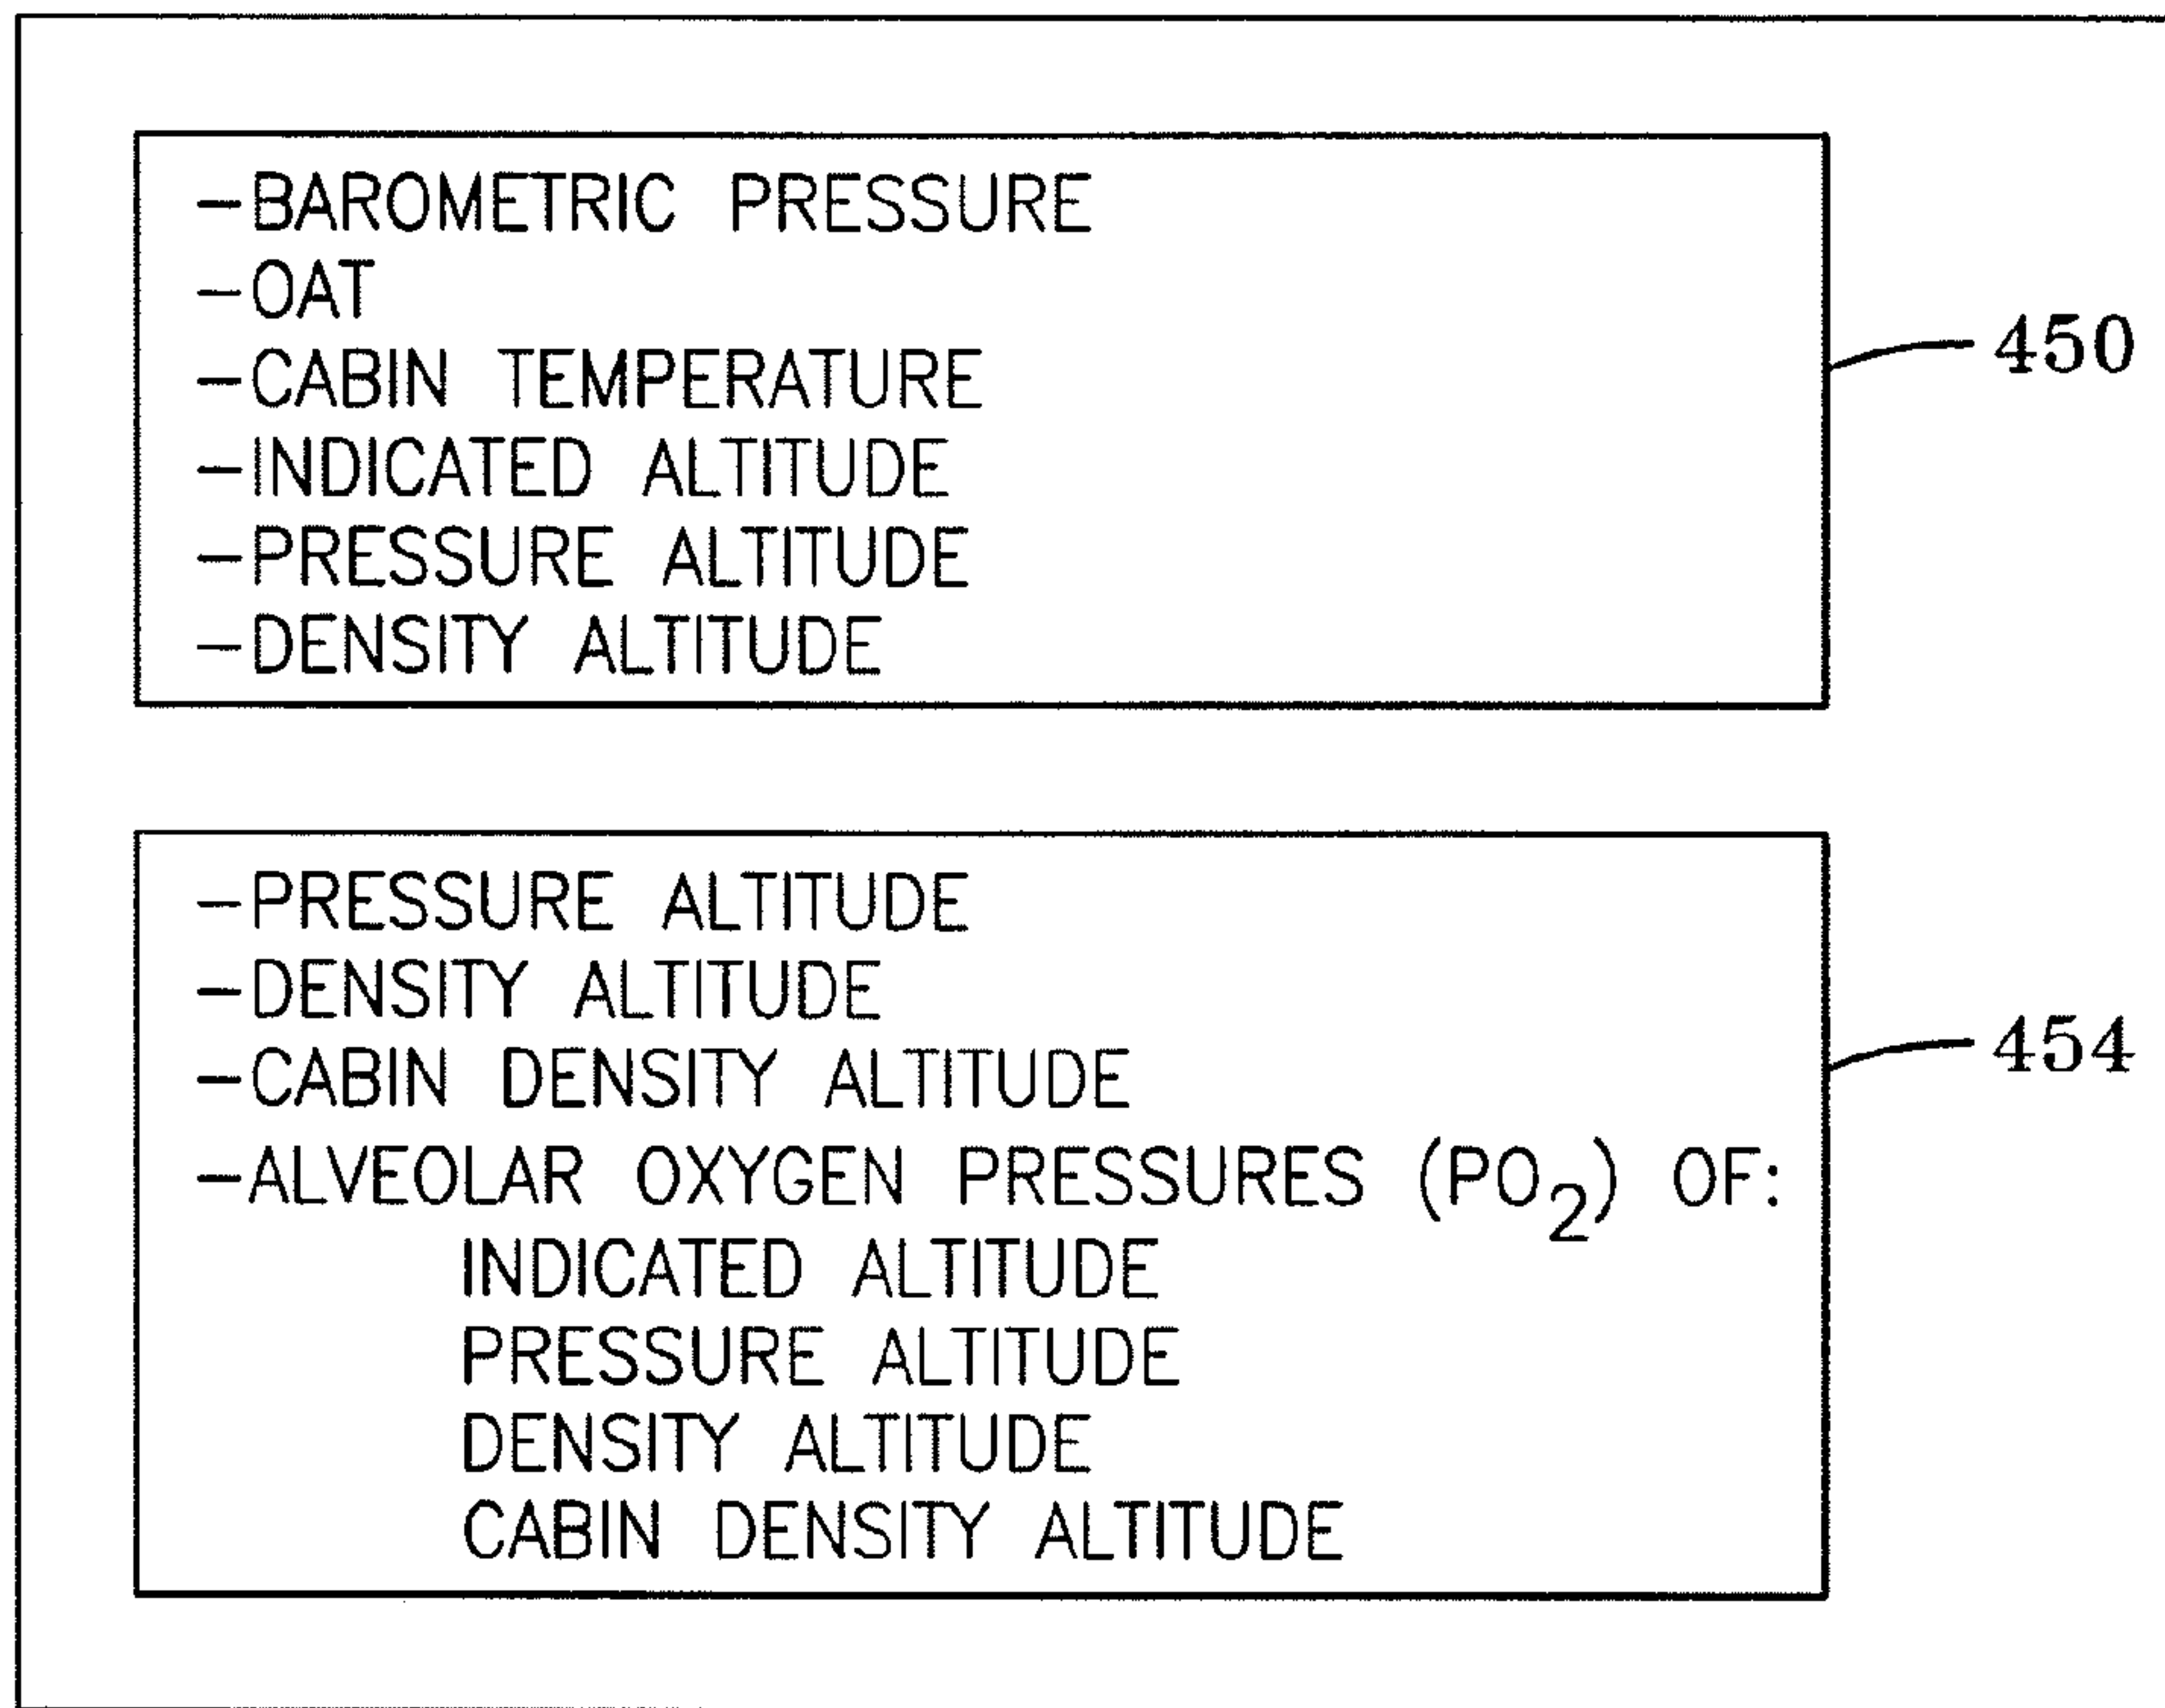 -BAROMETRIC PRESSURE
-OAT
-CABIN TEMPERATURE
-INDICATED ALTITUDE
-PRESSURE ALTITUDE
-DENSITY ALTITUDE
450
-PRESSURE ALTITUDE
-DENSITY ALTITUDE
-CABIN DENSITY ALTITUDE
-ALVEOLAR OXYGEN PRESSURES (PO₂) OF:
INDICATED ALTITUDE
PRESSURE ALTITUDE
DENSITY ALTITUDE
CABIN DENSITY ALTITUDE
454